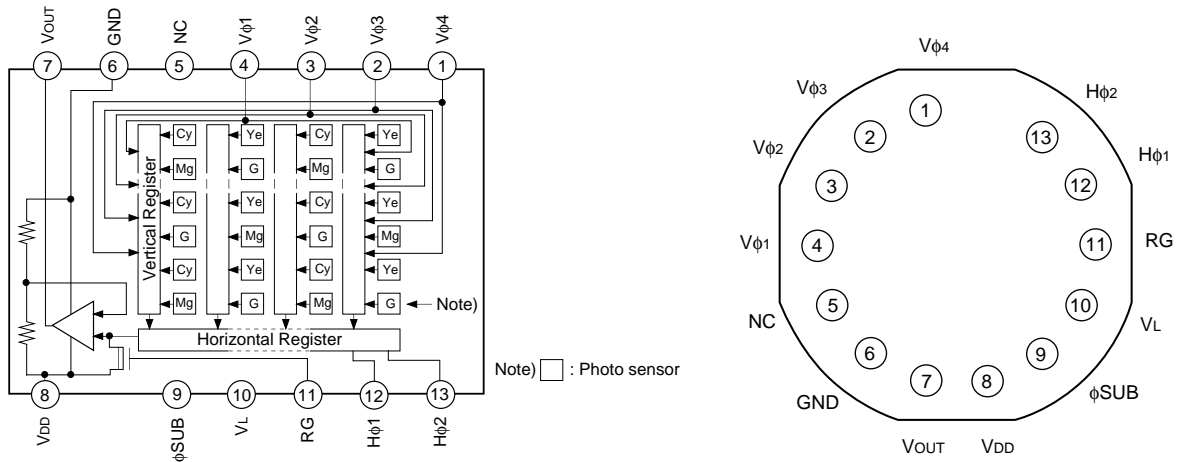 VOUT GND NC Vϕ1 Vϕ2 Vϕ3 Vϕ4
7 6 5 4 3 2 1
Cy Ye Cy Ye
Mg G Mg G
Cy Ye Cy Ye
G Mg G Mg
Cy Ye Cy Ye
Mg G Mg G
Vertical Register
Note)
Horizontal Register
Note) : Photo sensor
8 9 10 11 12 13
VDD ϕSUB VL RG Hϕ1 Hϕ2
Vϕ4
Vϕ3
Hϕ2
1
2
13
Vϕ2
Hϕ1
3
12
Vϕ1
4
11
RG
5
10
NC
VL
6
9
7
8
GND
ϕSUB
VOUT
VDD